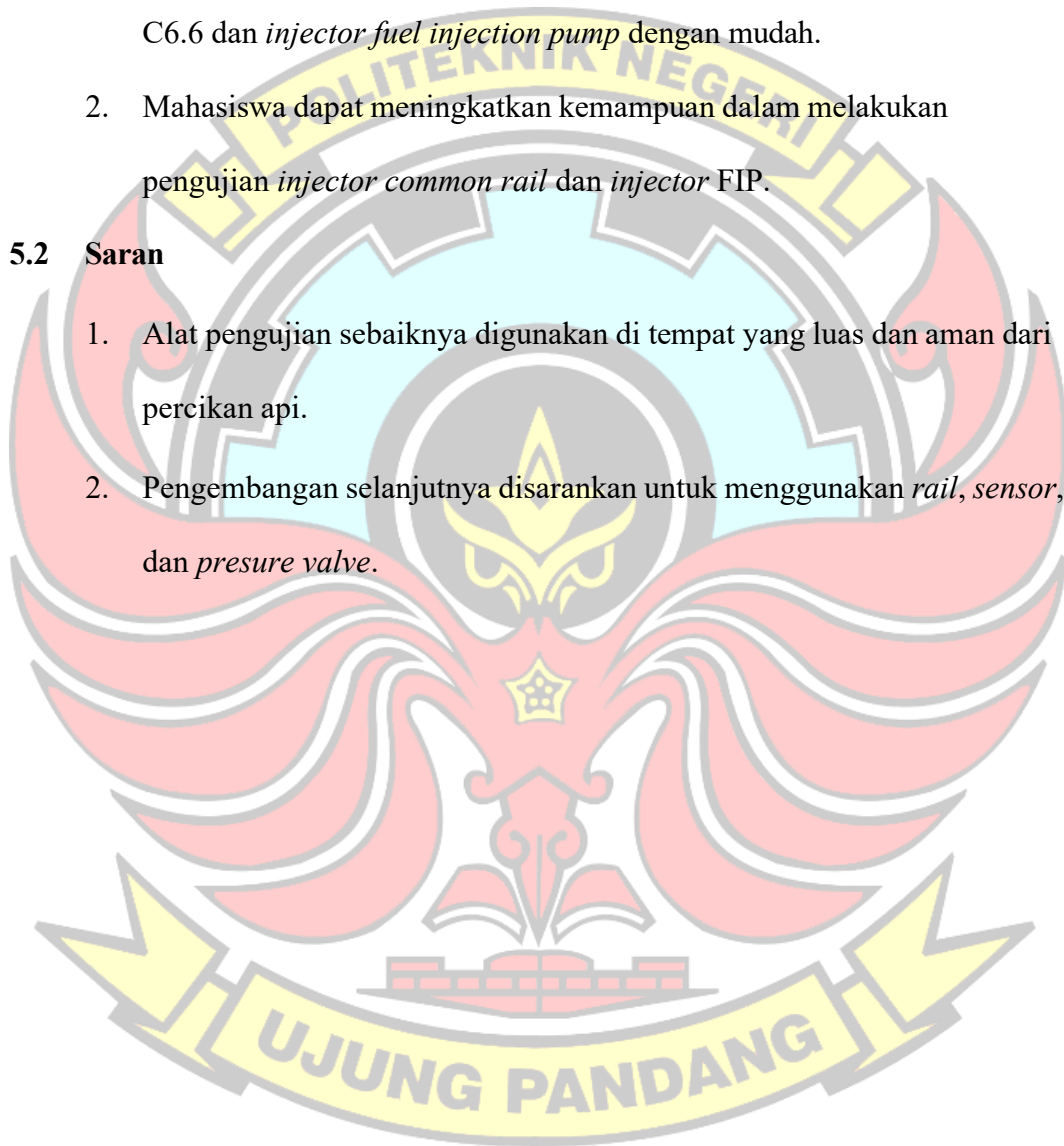 C6.6 dan injector fuel injection pump dengan mudah.
POLITEKNIK NEGERI
2. Mahasiswa dapat meningkatkan kemampuan dalam melakukan
pengujian injector common rail dan injector FIP.
5.2 Saran
1. Alat pengujian sebaiknya digunakan di tempat yang luas dan aman dari
percikan api.
2. Pengembangan selanjutnya disarankan untuk menggunakan rail, sensor,
dan presure valve.
UJUNG PANDANG